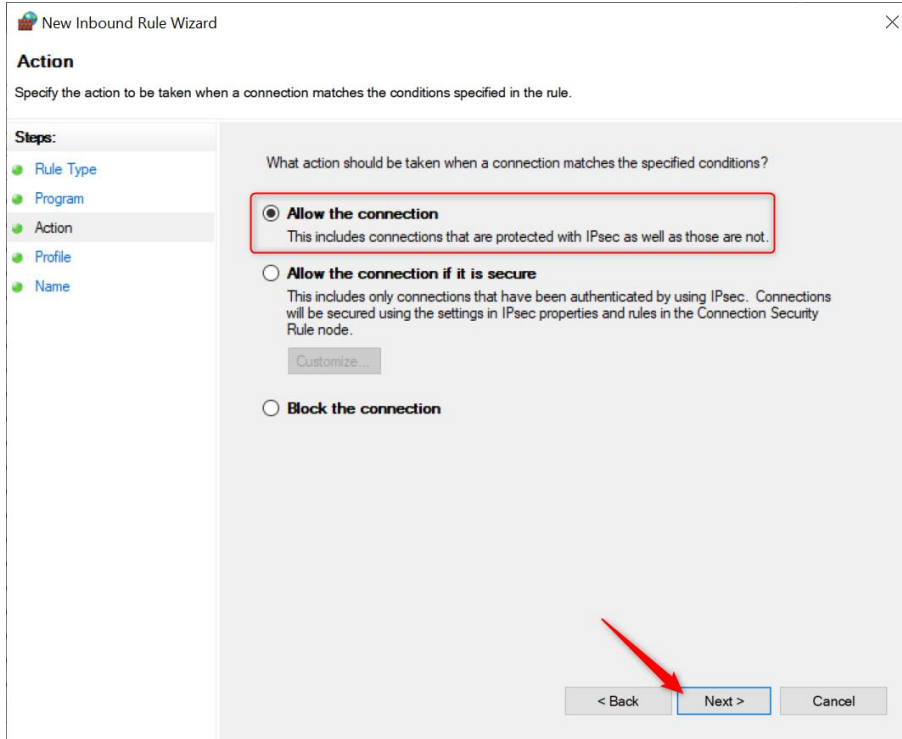 New Inbound Rule Wizard
Action
Specify the action to be taken when a connection matches the conditions specified in the rule.
Steps:
Rule Type
Program
Action
Profile
Name
What action should be taken when a connection matches the specified conditions?
Allow the connection
This includes connections that are protected with IPsec as well as those are not.
Allow the connection if it is secure
This includes only connections that have been authenticated by using IPsec. Connections
will be secured using the settings in IPsec properties and rules in the Connection Security
Rule node.
Customize...
Block the connection
< Back
Next >
Cancel